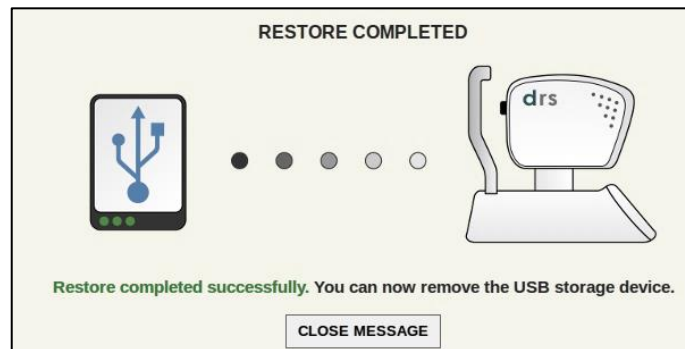 RESTORE COMPLETED
drs
Restore completed successfully. You can now remove the USB storage device.
CLOSE MESSAGE